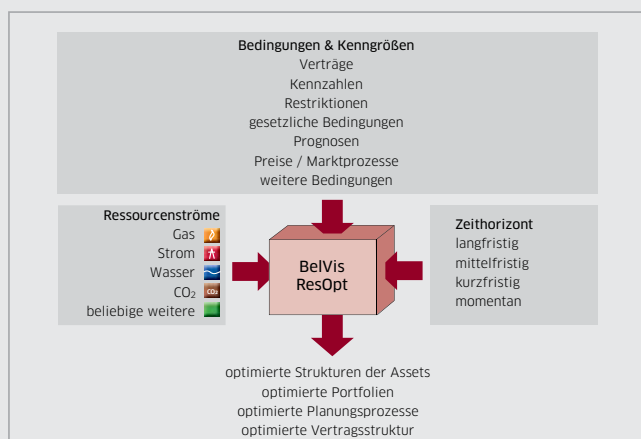 Bedingungen & Kenngrößen
Verträge
Kennzahlen
Restriktionen
gesetzliche Bedingungen
Prognosen
Preise / Marktprozesse
weitere Bedingungen
Ressourcenströme
Gas
Strom
Wasser
CO₂
CO₂
beliebige weitere
BelVis
ResOpt
Zeithorizont
langfristig
mittelfristig
kurzfristig
momentan
optimierte Strukturen der Assets
optimierte Portfolien
optimierte Planungsprozesse
optimierte Vertragsstruktur